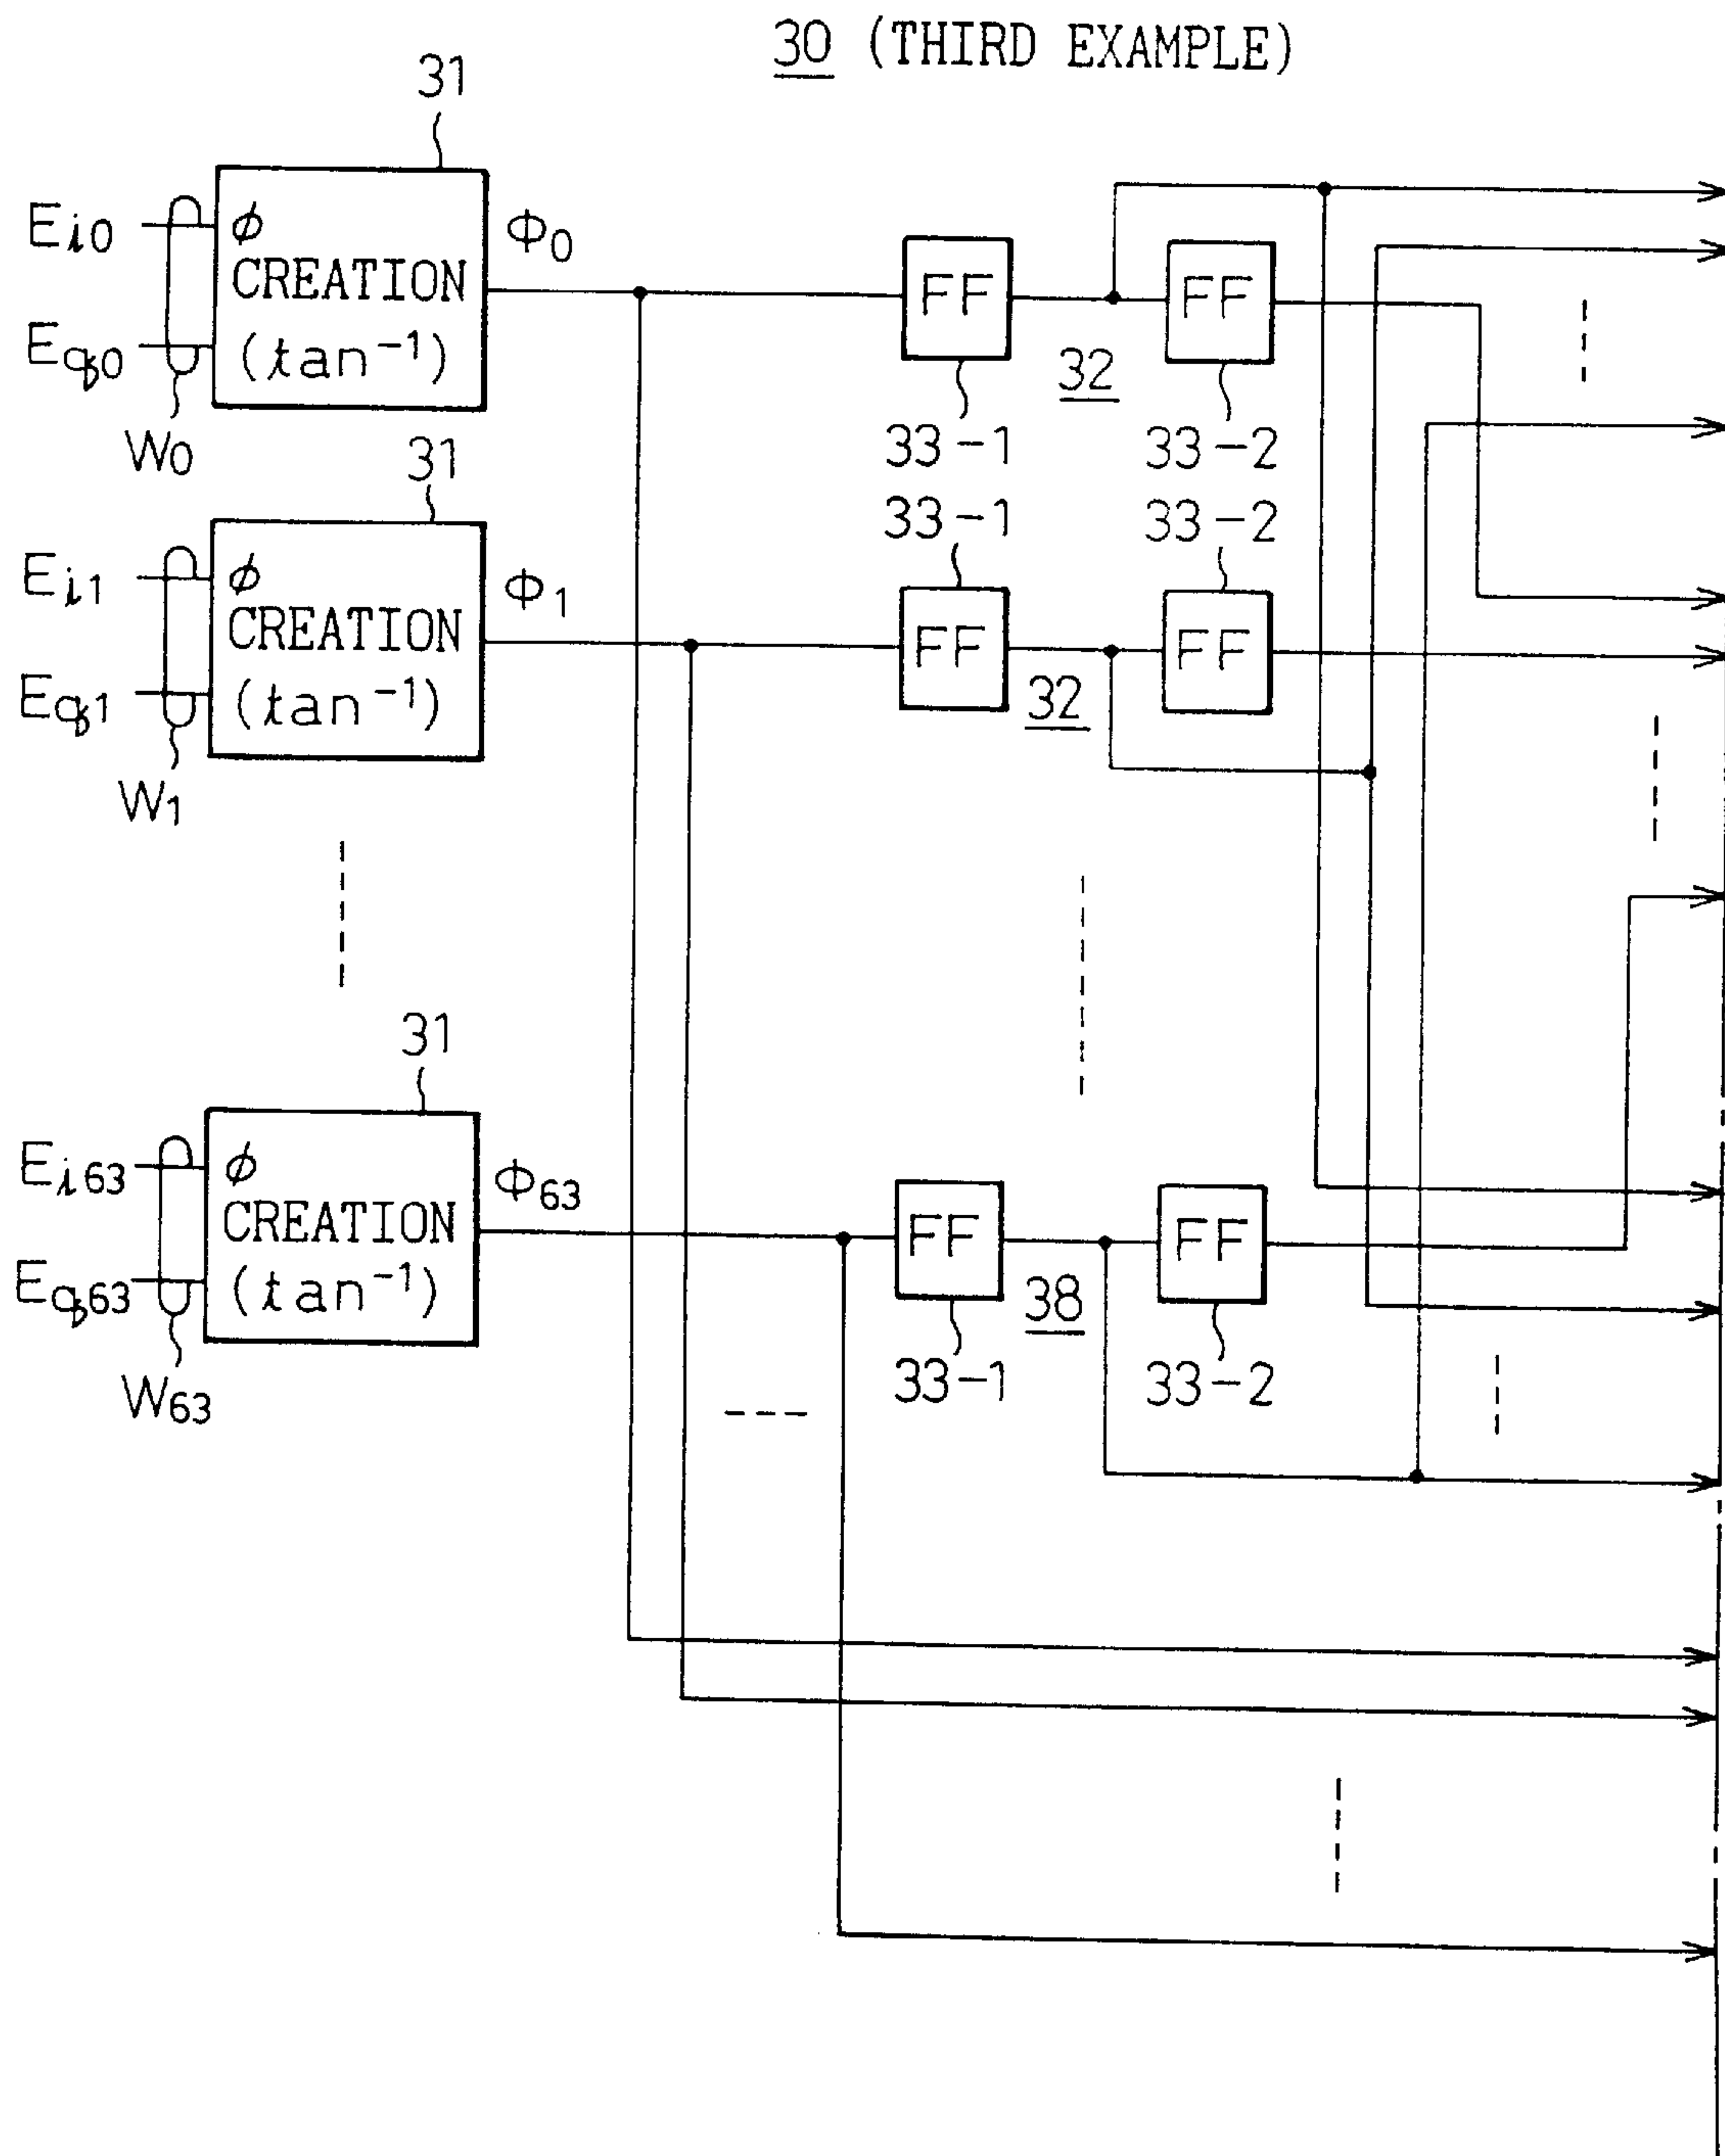 30 (THIRD EXAMPLE)
31
Ei0
Eq0
W0
ϕ
CREATION
(tan⁻¹)
Φ0
FF
32
FF
33-1
33-2
31
Ei1
Eq1
W1
ϕ
CREATION
(tan⁻¹)
Φ1
33-1
33-2
FF
32
FF
31
Ei63
Eq63
W63
ϕ
CREATION
(tan⁻¹)
Φ63
FF
38
FF
33-1
33-2